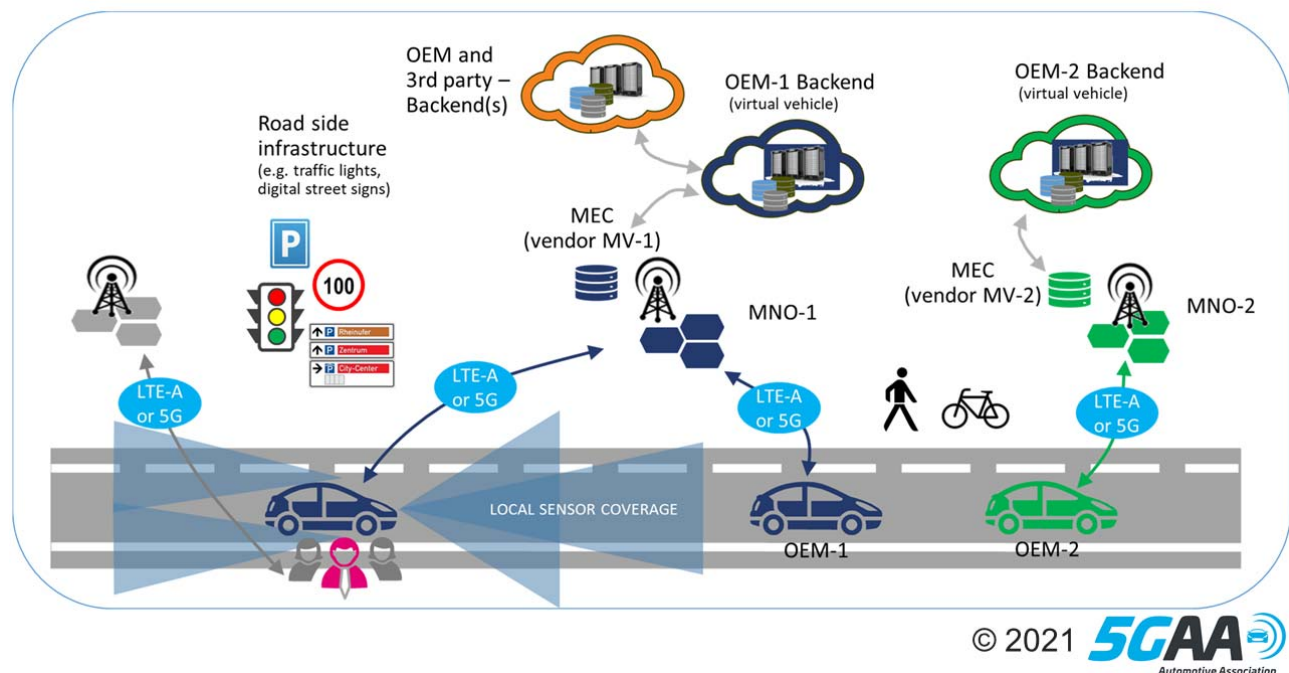 OEM and
3rd party –
Backend(s)
OEM-1 Backend
(virtual vehicle)
OEM-2 Backend
(virtual vehicle)
Road side
infrastructure
(e.g. traffic lights,
digital street signs)
P
100
P Rheinufer
P Zentrum
P City-Center
MEC
(vendor MV-1)
MNO-1
MEC
(vendor MV-2)
MNO-2
LTE-A
or 5G
LTE-A
or 5G
LTE-A
or 5G
LTE-A
or 5G
LOCAL SENSOR COVERAGE
OEM-1
OEM-2
© 2021 5GAA
Automotive Association